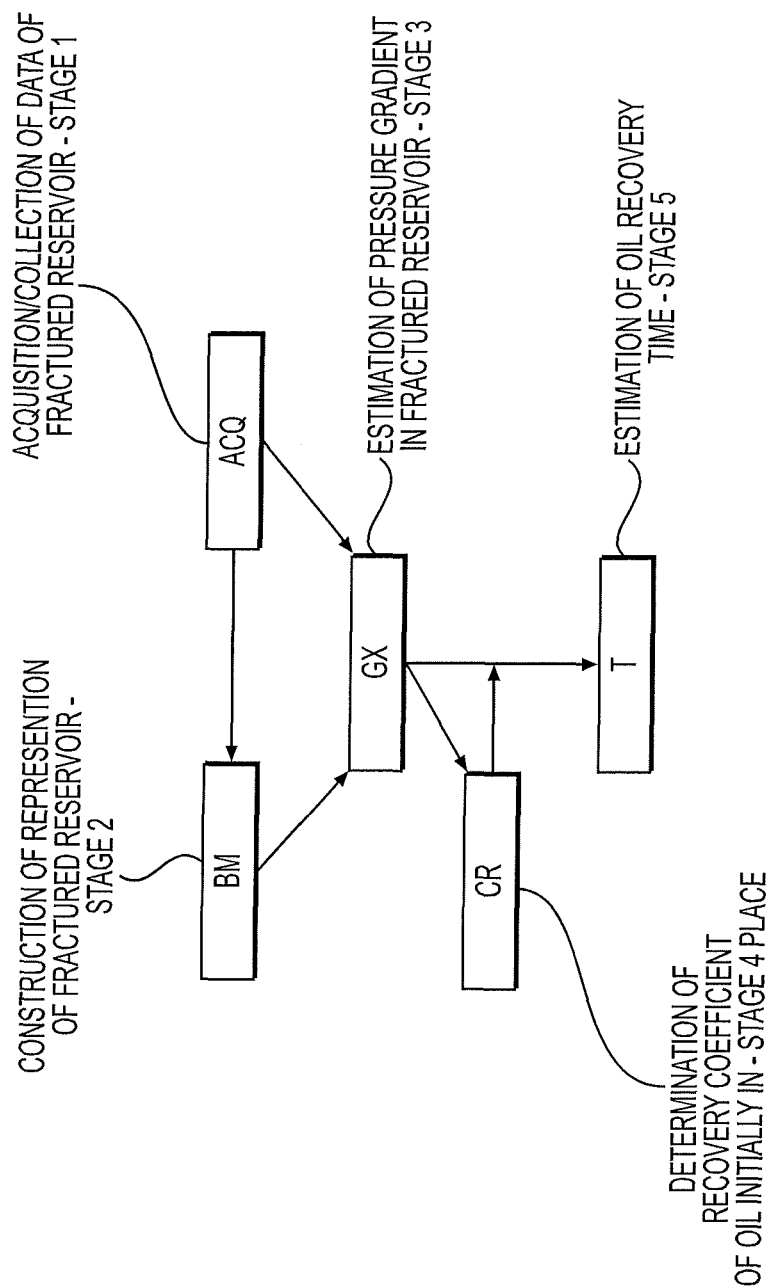 ACQUISITION/COLLECTION OF DATA OF
FRACTURED RESERVOIR - STAGE 1
ACQ
CONSTRUCTION OF REPRESENTION
OF FRACTURED RESERVOIR -
STAGE 2
BM
ESTIMATION OF PRESSURE GRADIENT
IN FRACTURED RESERVOIR - STAGE 3
GX
CR
DETERMINATION OF
RECOVERY COEFFICIENT
OF OIL INITIALLY IN - STAGE 4 PLACE
ESTIMATION OF OIL RECOVERY
TIME - STAGE 5
T